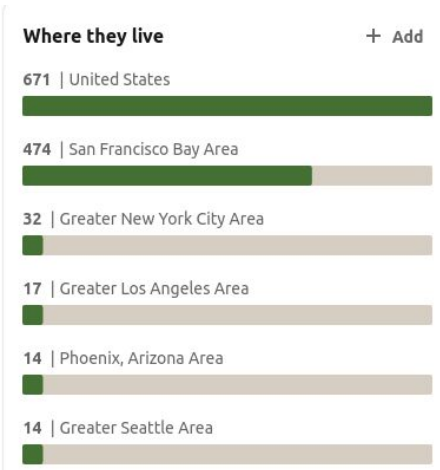 Where they live + Add
671 | United States
474 | San Francisco Bay Area
32 | Greater New York City Area
17 | Greater Los Angeles Area
14 | Phoenix, Arizona Area
14 | Greater Seattle Area